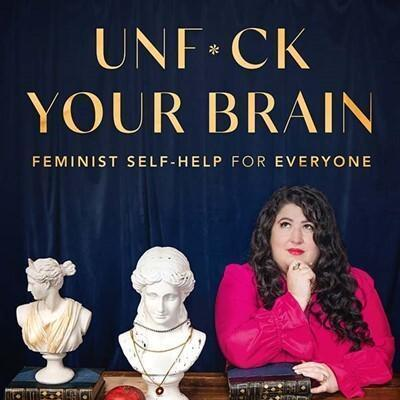 UNF*CK
YOUR BRAIN
FEMINIST SELF-HELP FOR EVERYONE